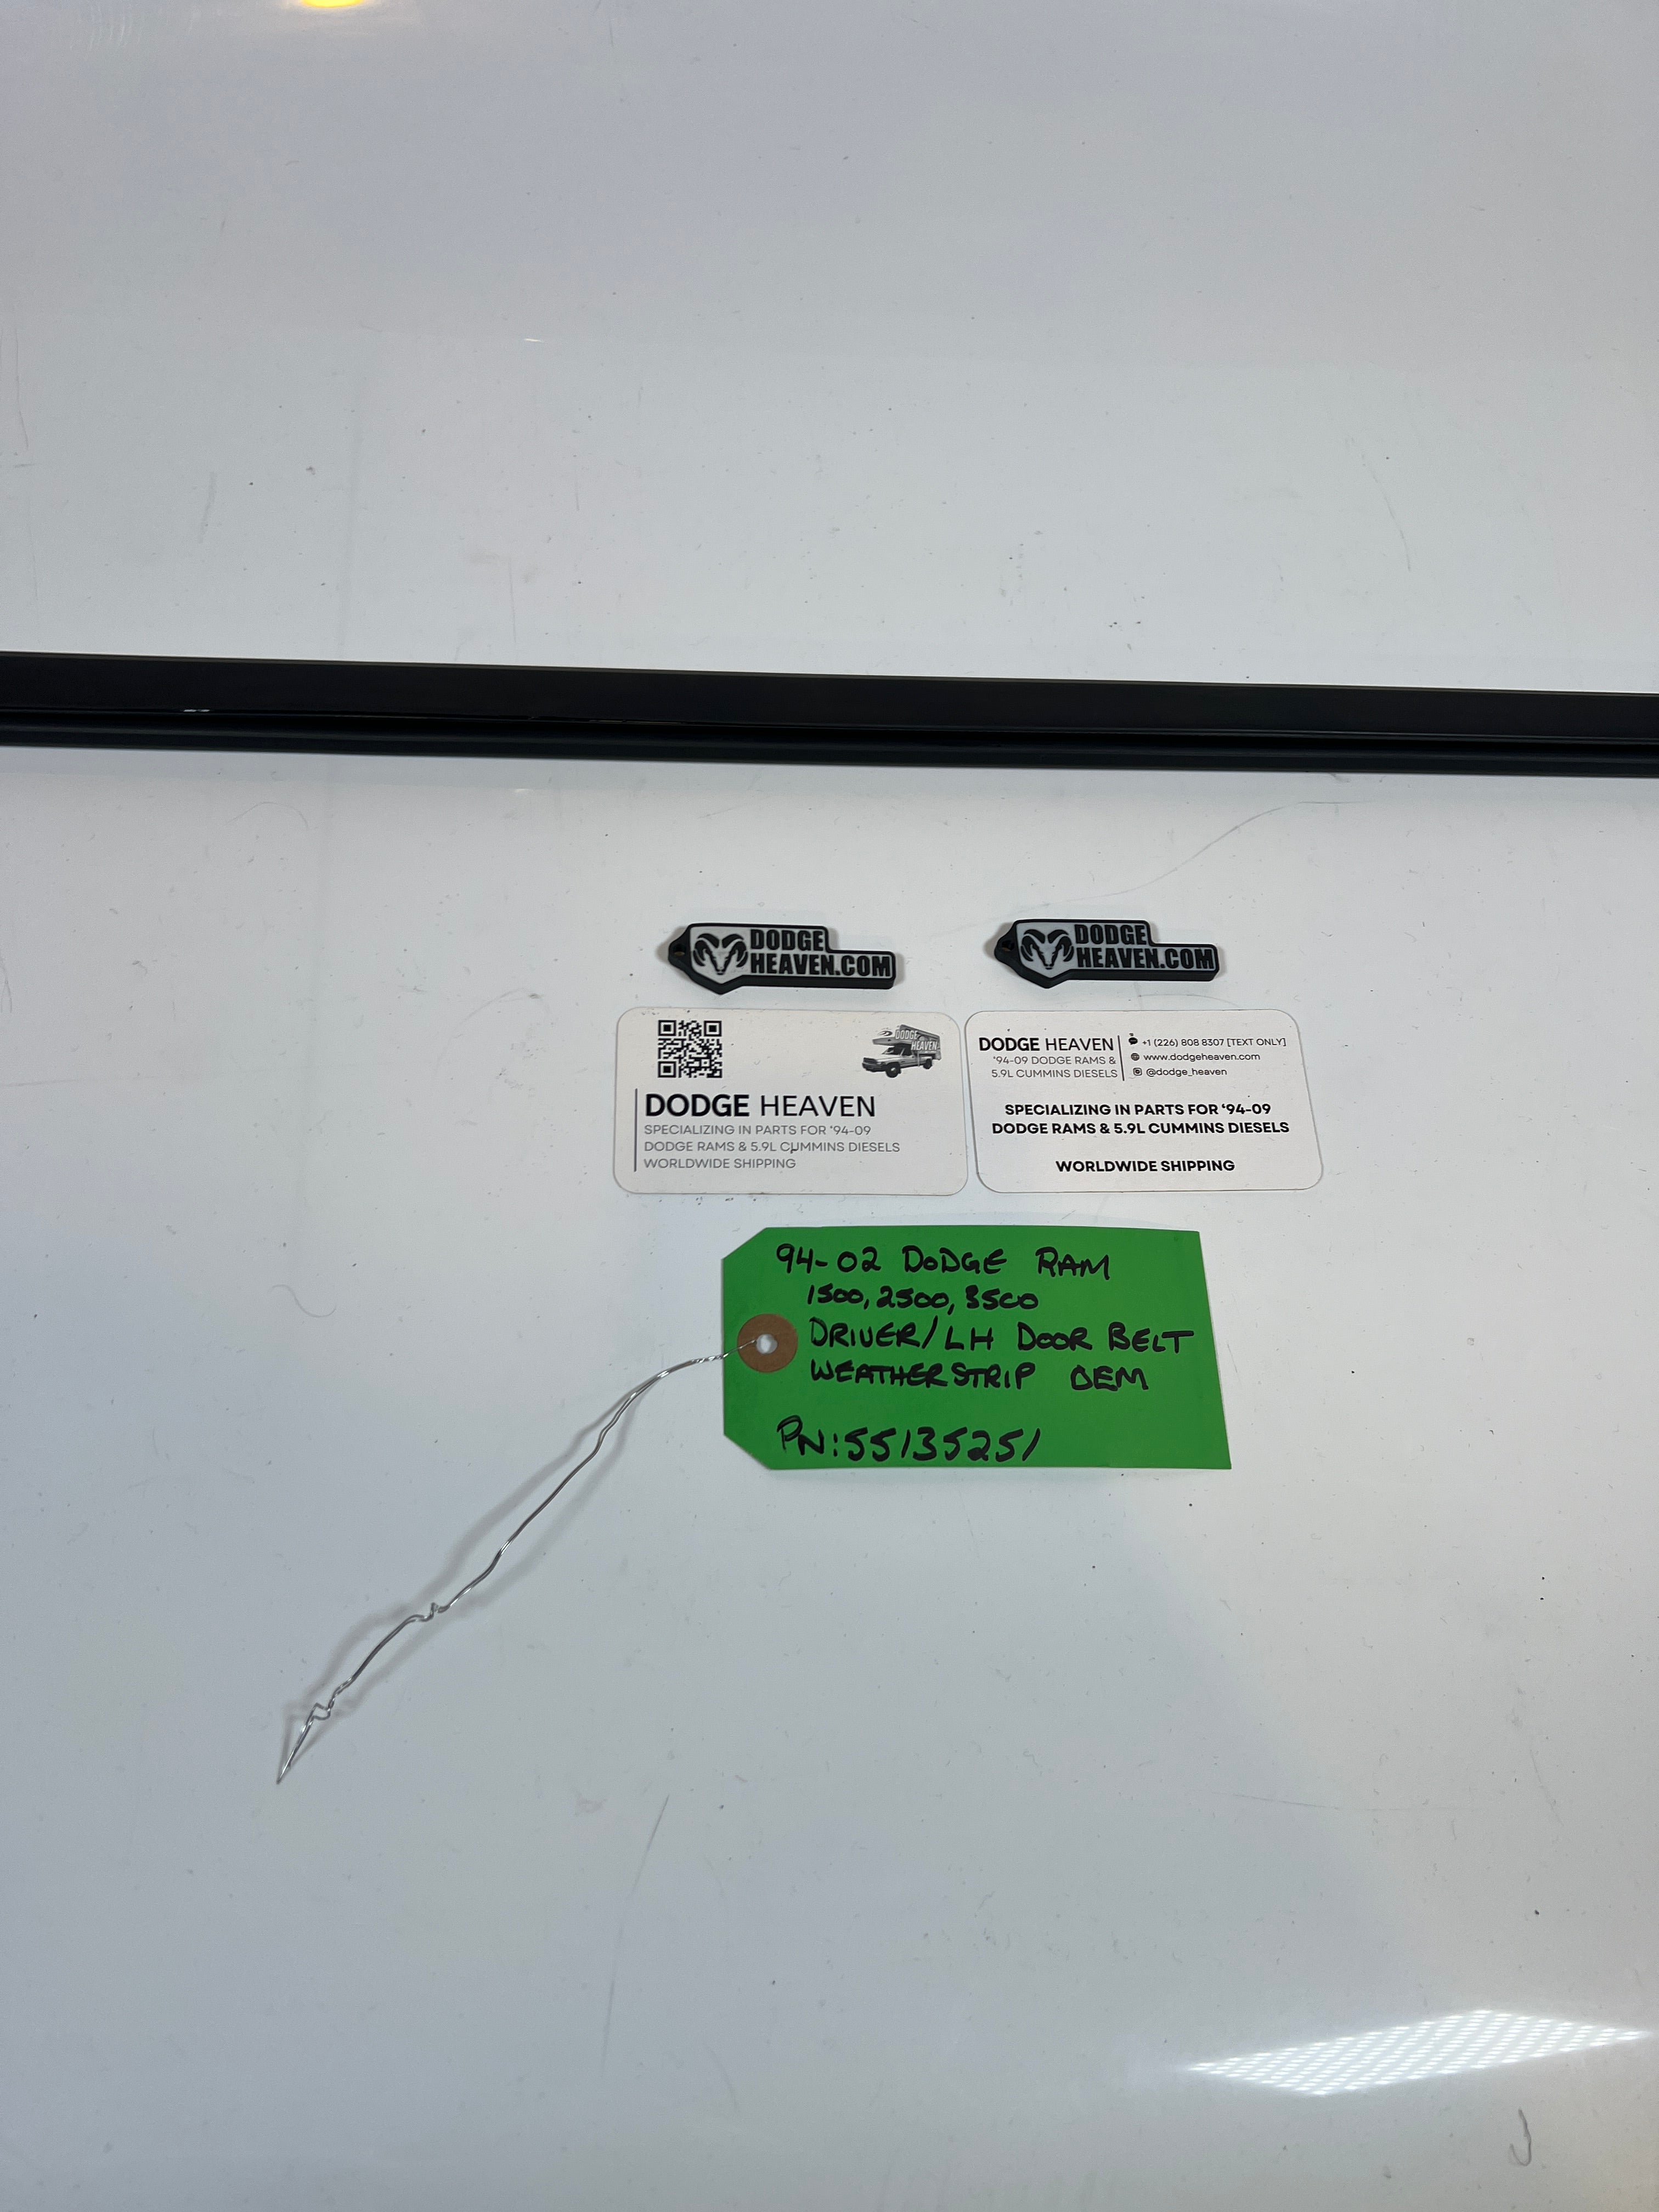 DODGE
HEAVEN.COM
DODGE
HEAVEN.COM
DODGE
HEAVEN
DODGE HEAVEN
SPECIALIZING IN PARTS FOR '94-09
DODGE RAMS & 5.9L CUMMINS DIESELS
WORLDWIDE SHIPPING
DODGE HEAVEN
'94-09 DODGE RAMS &
5.9L CUMMINS DIESELS
+1 (226) 808 8307 [TEXT ONLY]
www.dodgeheaven.com
@dodge_heaven
SPECIALIZING IN PARTS FOR '94-09
DODGE RAMS & 5.9L CUMMINS DIESELS
WORLDWIDE SHIPPING
94-02 DODGE RAM
1500, 2500, 3500
DRIVER/LH DOOR BELT
WEATHERSTRIP OEM
PN:55135251